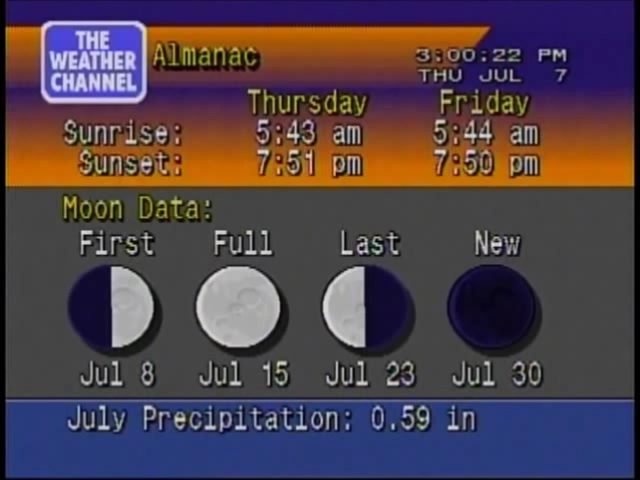 THE
WEATHER
CHANNEL
Almanac
3:00:22 PM
THU JUL 7
Thursday Friday
Sunrise: 5:43 am 5:44 am
Sunset: 7:51 pm 7:50 pm
Moon Data:
First Full Last New
Jul 8 Jul 15 Jul 23 Jul 30
July Precipitation: 0.59 in